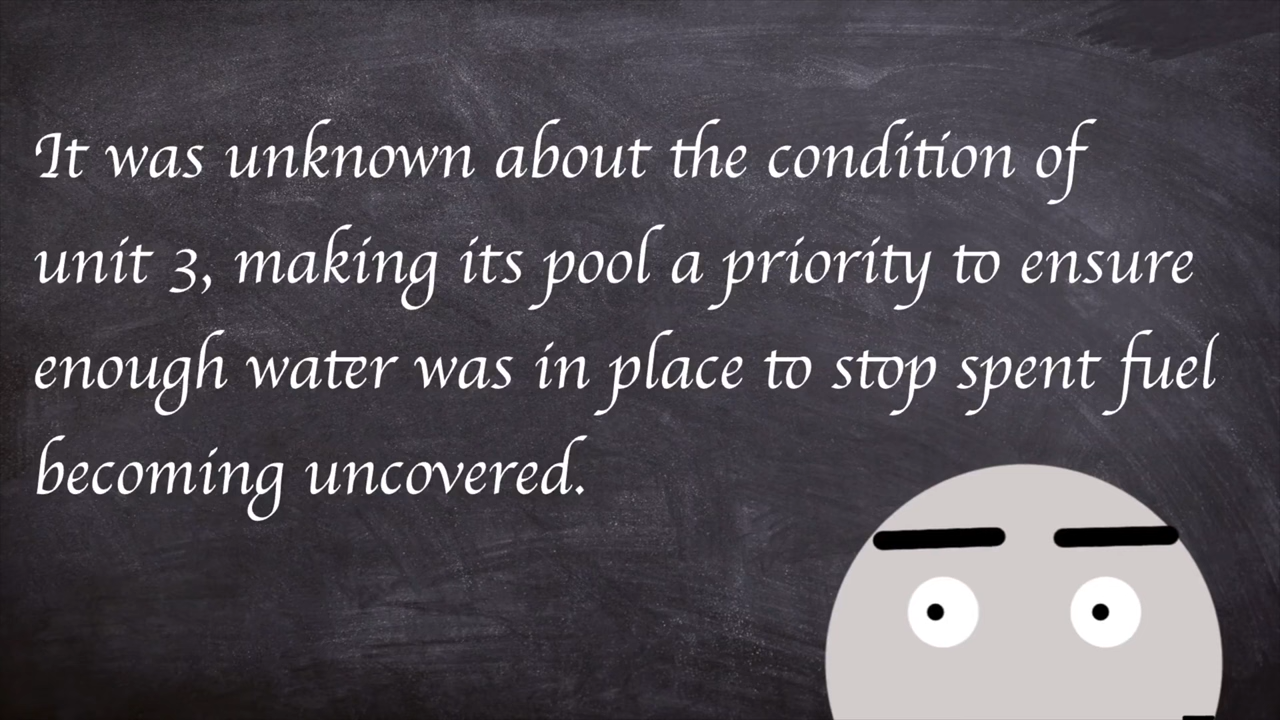 It was unknown about the condition of
unit 3, making its pool a priority to ensure
enough water was in place to stop spent fuel
becoming uncovered.